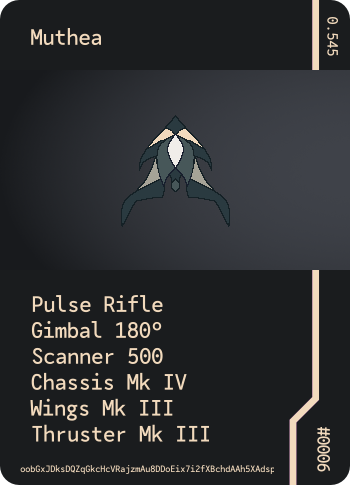 Muthea
0.545
Pulse Rifle
Gimbal 180°
Scanner 500
Chassis Mk IV
Wings Mk III
Thruster Mk III
#0006
oobGxJDksDQZqGkcHcVRajzmAu8DDoEix7i2fXBchdAAh5XAdsp